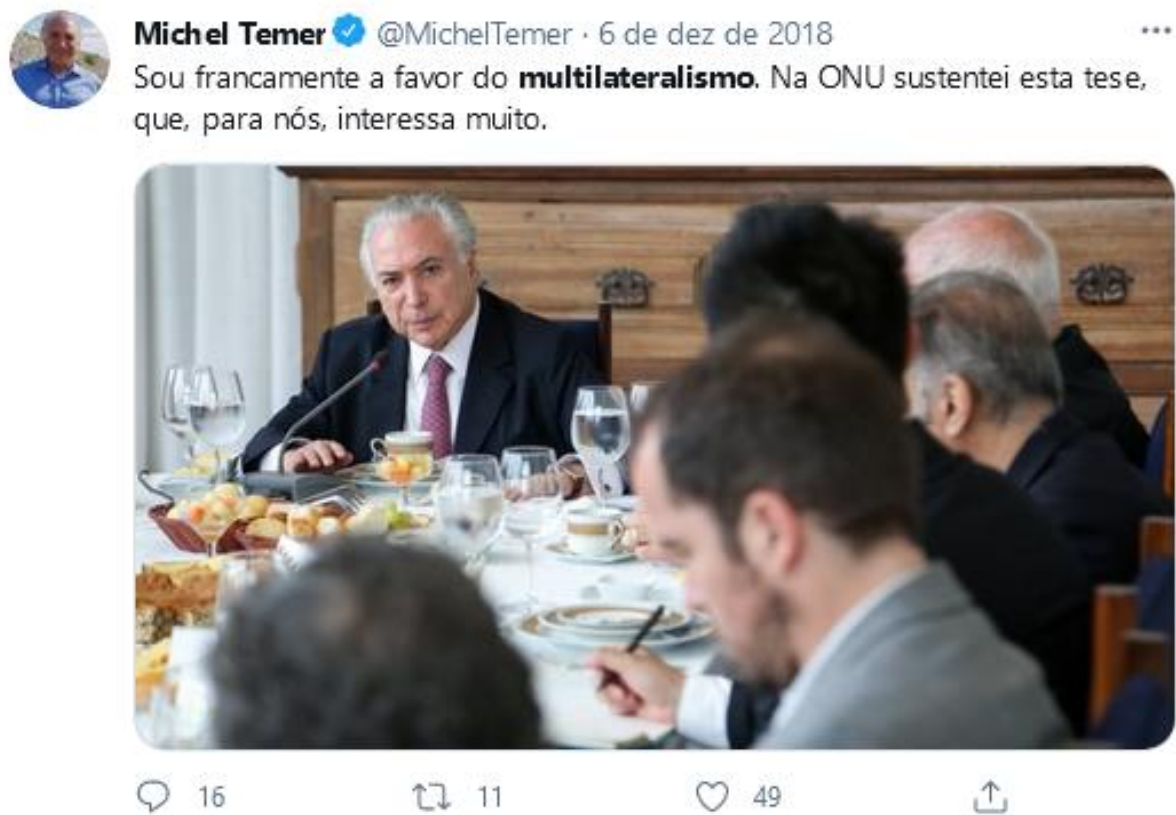 Michel Temer @MichelTemer · 6 de dez de 2018
Sou francamente a favor do multilateralismo. Na ONU sustentei esta tese,
que, para nós, interessa muito.
16 11 49